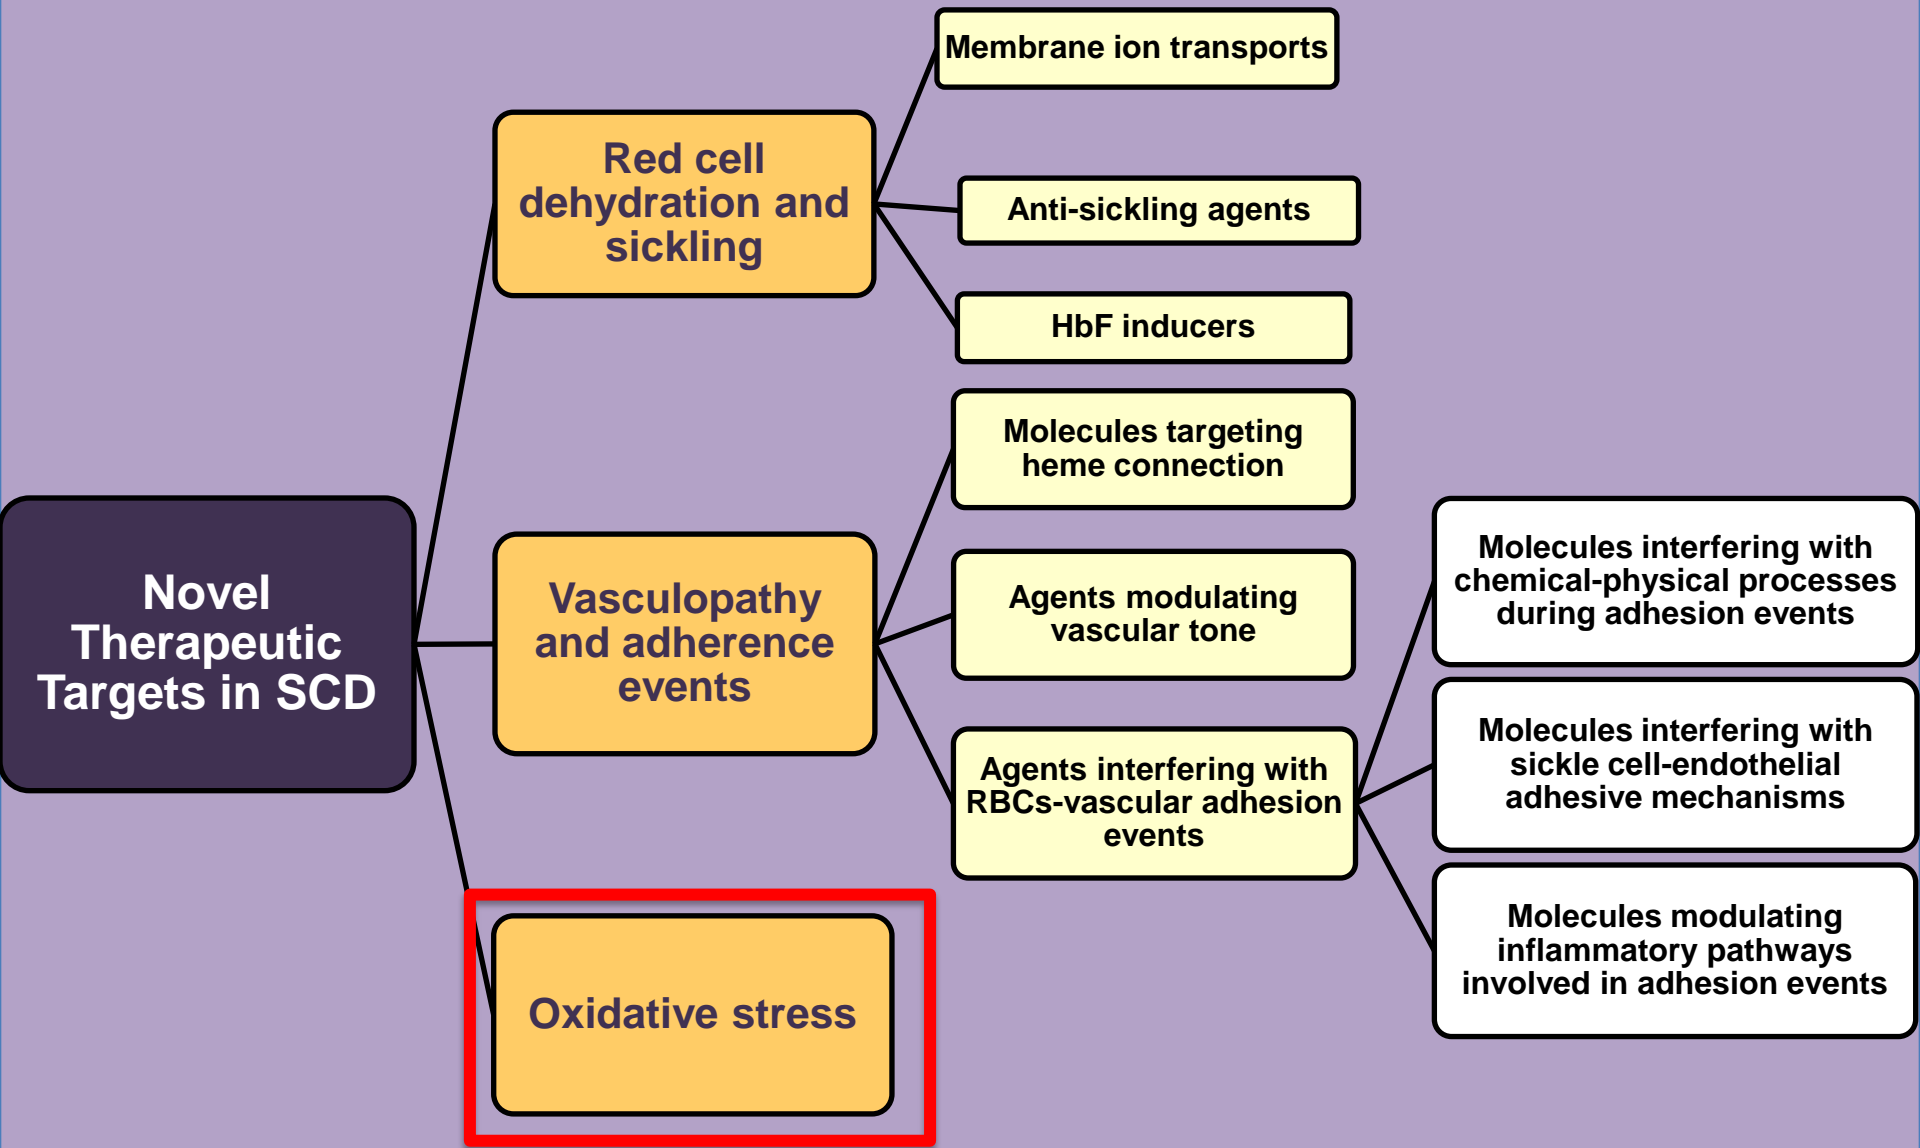 Membrane ion transports
Red cell
dehydration and
sickling
Anti-sickling agents
HbF inducers
Molecules targeting
heme connection
Novel
Therapeutic
Targets in SCD
Vasculopathy
and adherence
events
Agents modulating
vascular tone
Agents interfering with
RBCs-vascular adhesion
events
Molecules interfering with
chemical-physical processes
during adhesion events
Molecules interfering with
sickle cell-endothelial
adhesive mechanisms
Molecules modulating
inflammatory pathways
involved in adhesion events
Oxidative stress